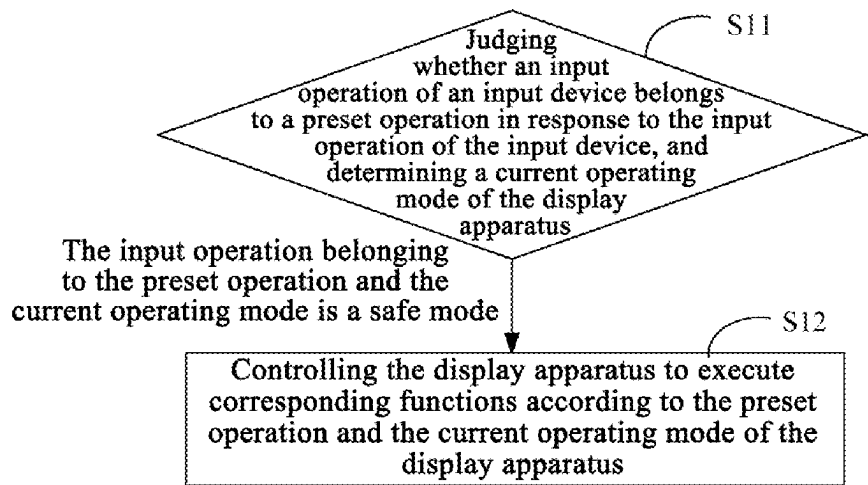 S11
Judging
whether an input
operation of an input device belongs
to a preset operation in response to the input
operation of the input device, and
determining a current operating
mode of the display
apparatus
The input operation belonging
to the preset operation and the
current operating mode is a safe mode
S12
Controlling the display apparatus to execute
corresponding functions according to the preset
operation and the current operating mode of the
display apparatus